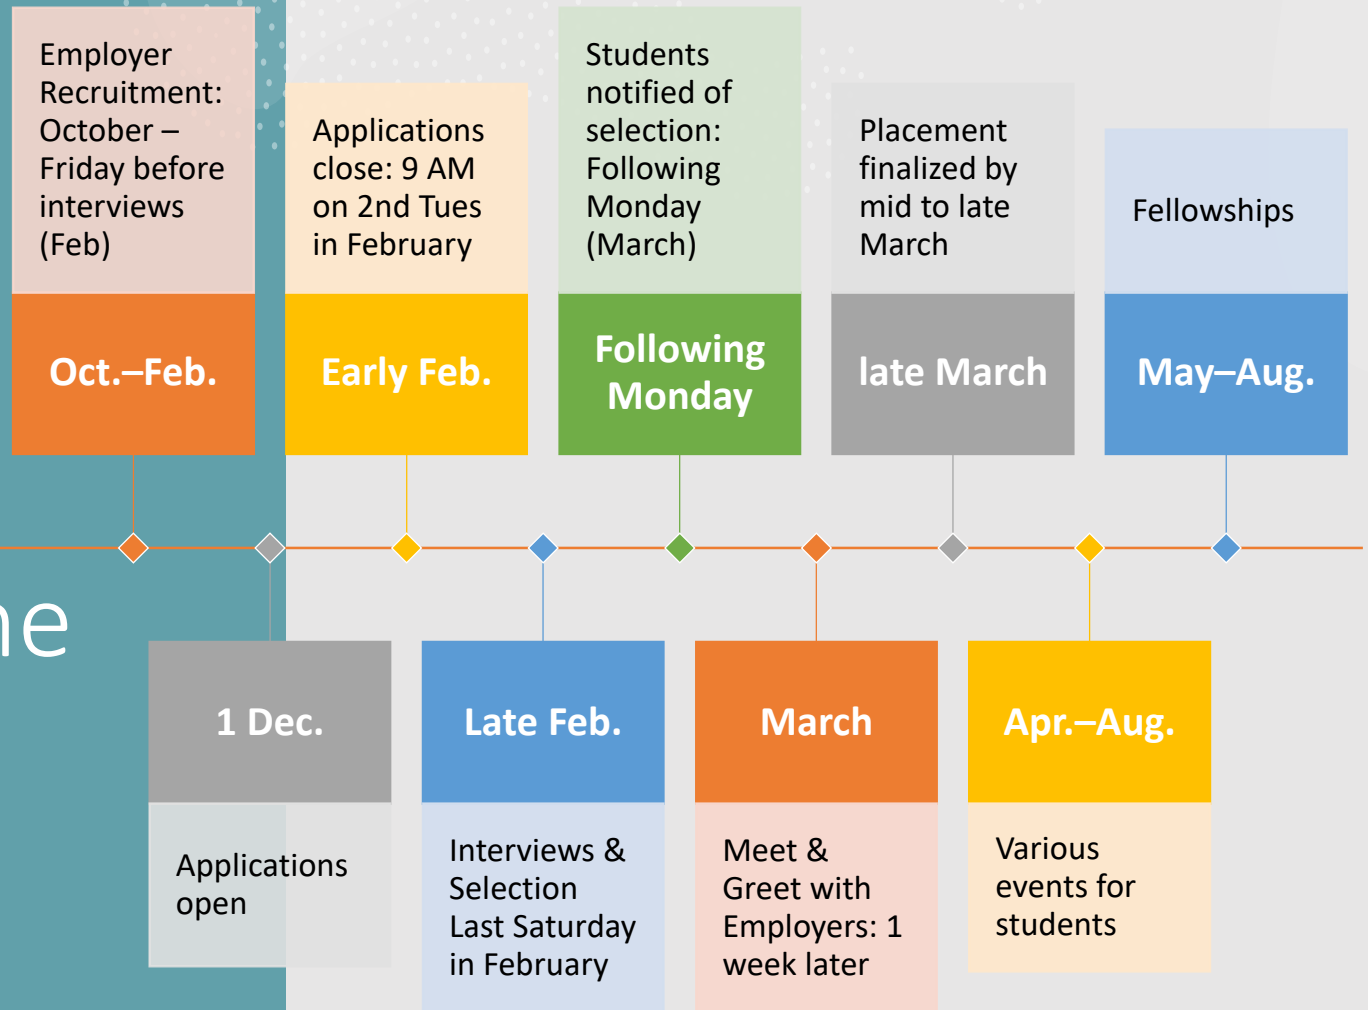 Employer
Recruitment:
October –
Friday before
interviews
(Feb)
Oct.–Feb.
Applications
close: 9 AM
on 2nd Tues
in February
Early Feb.
Students
notified of
selection:
Following
Monday
(March)
Following
Monday
Placement
finalized by
mid to late
March
late March
Fellowships
May–Aug.
1 Dec.
Applications
open
Late Feb.
Interviews &
Selection
Last Saturday
in February
March
Meet &
Greet with
Employers: 1
week later
Apr.–Aug.
Various
events for
students